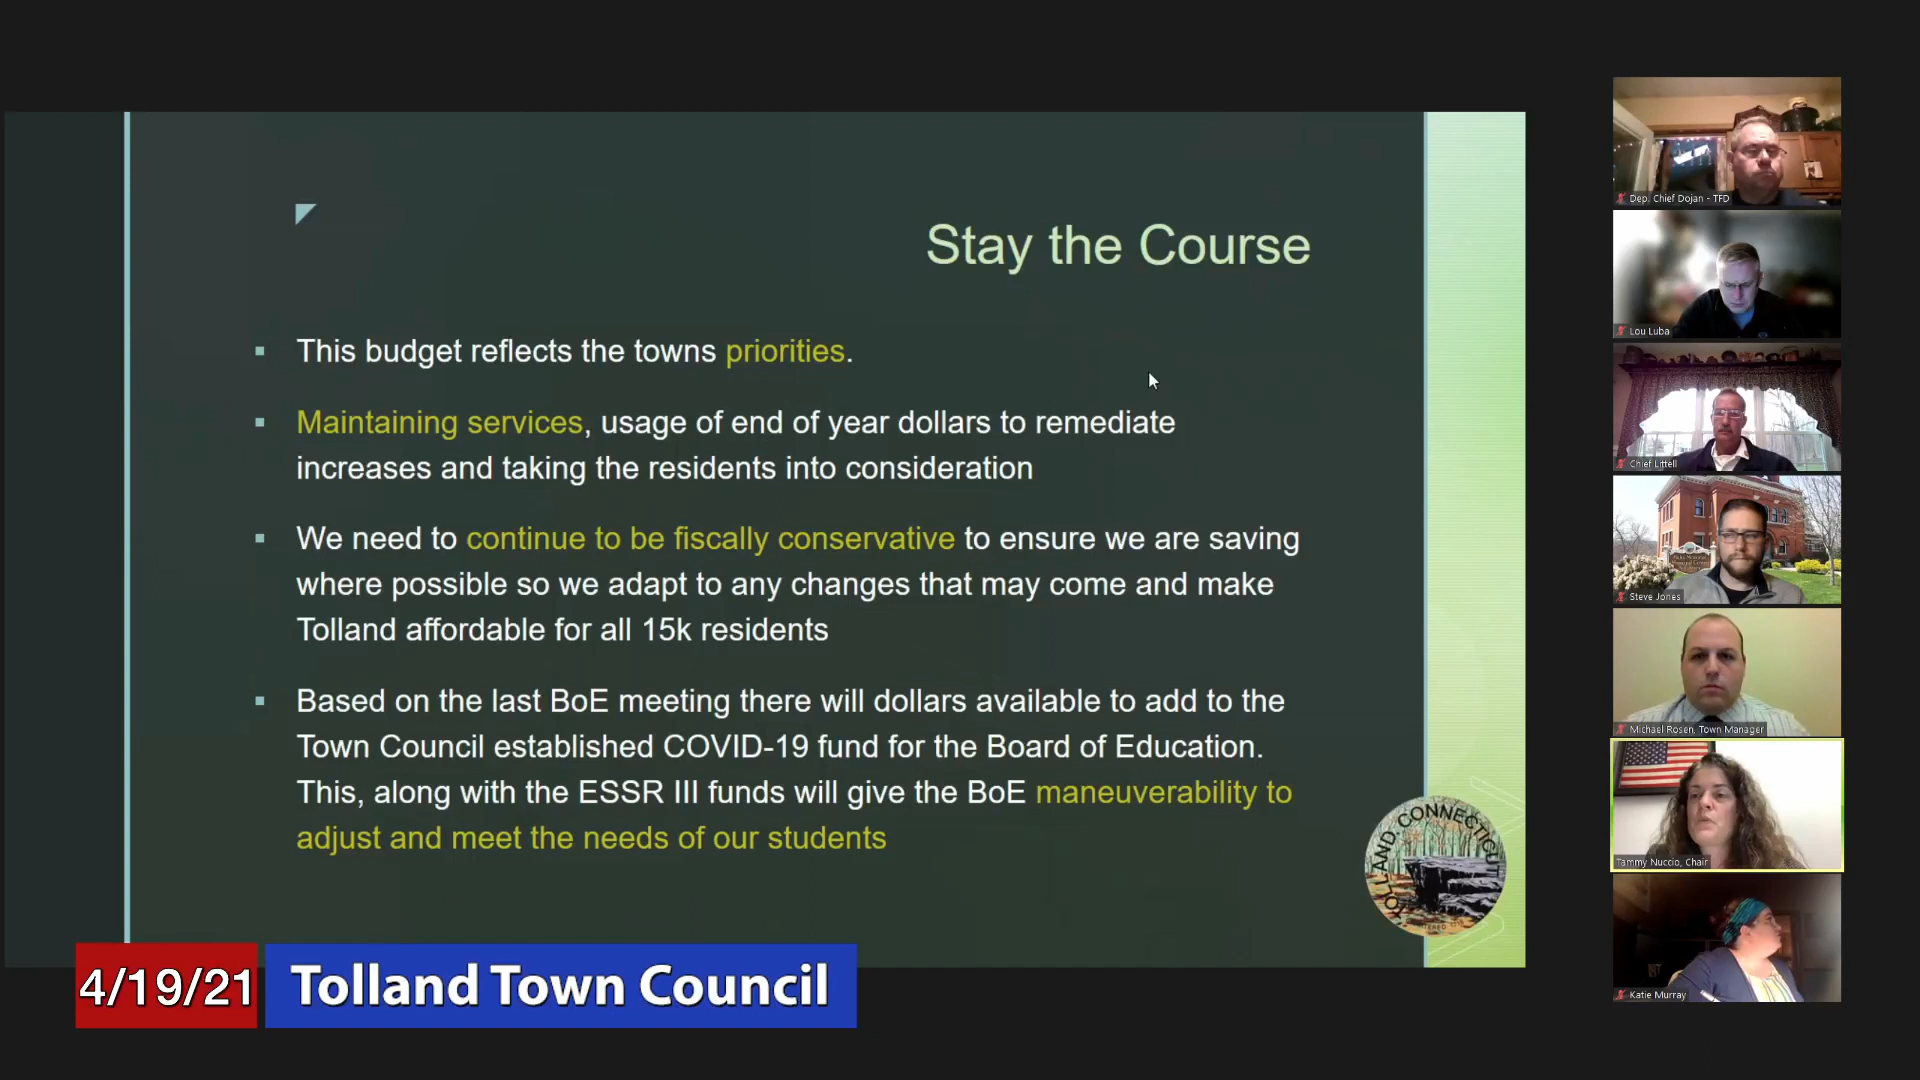 Stay the Course
This budget reflects the towns priorities.
Maintaining services, usage of end of year dollars to remediate
increases and taking the residents into consideration
We need to continue to be fiscally conservative to ensure we are saving
where possible so we adapt to any changes that may come and make
Tolland affordable for all 15k residents
Based on the last BoE meeting there will dollars available to add to the
Town Council established COVID-19 fund for the Board of Education.
This, along with the ESSR III funds will give the BoE maneuverability to
adjust and meet the needs of our students
TOLLAND, CONNECTICUT
4/19/21
Tolland Town Council
Dep. Chief Dojan - TFD
Lou Luba
Chief Littell
Steve Jones
Michael Rosen, Town Manager
Tammy Nuccio, Chair
Katie Murray